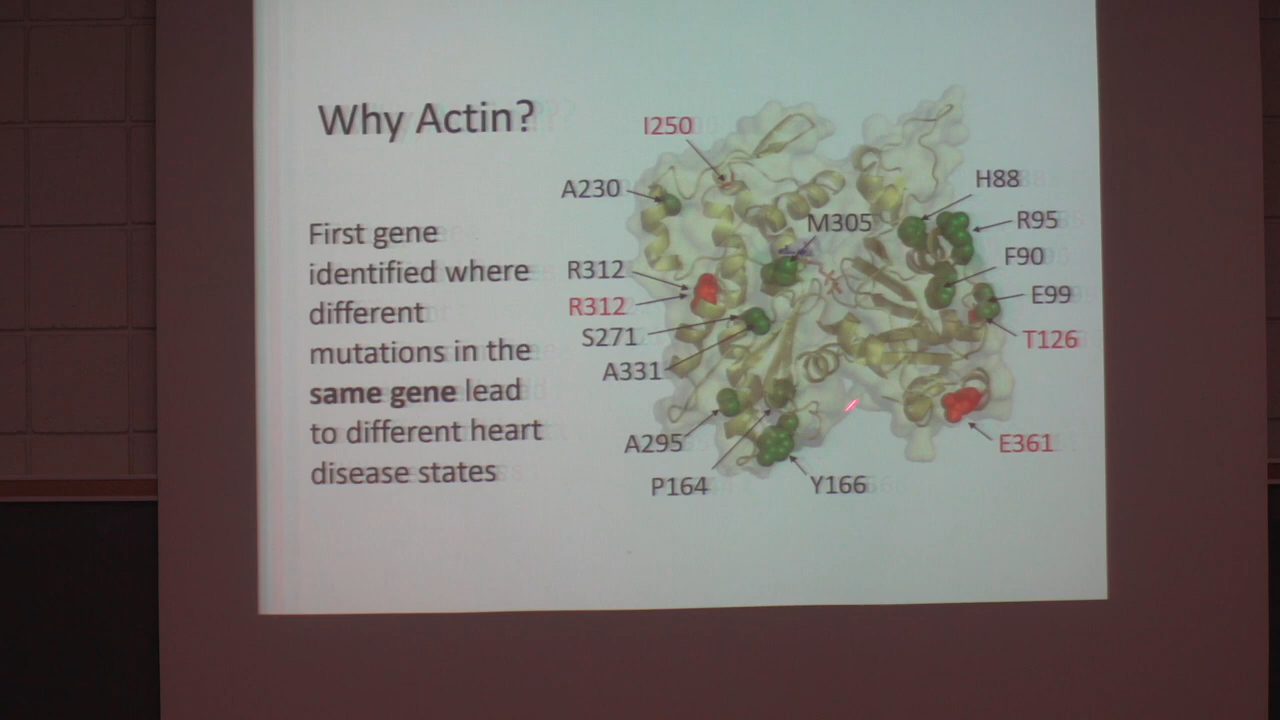 Why Actin?
First gene
identified where
different
mutations in the
same gene lead
to different heart
disease states
I250
A230
M305
H88
R95
R312
F90
R312
E99
S271
T126
A331
A295
E361
P164
Y166